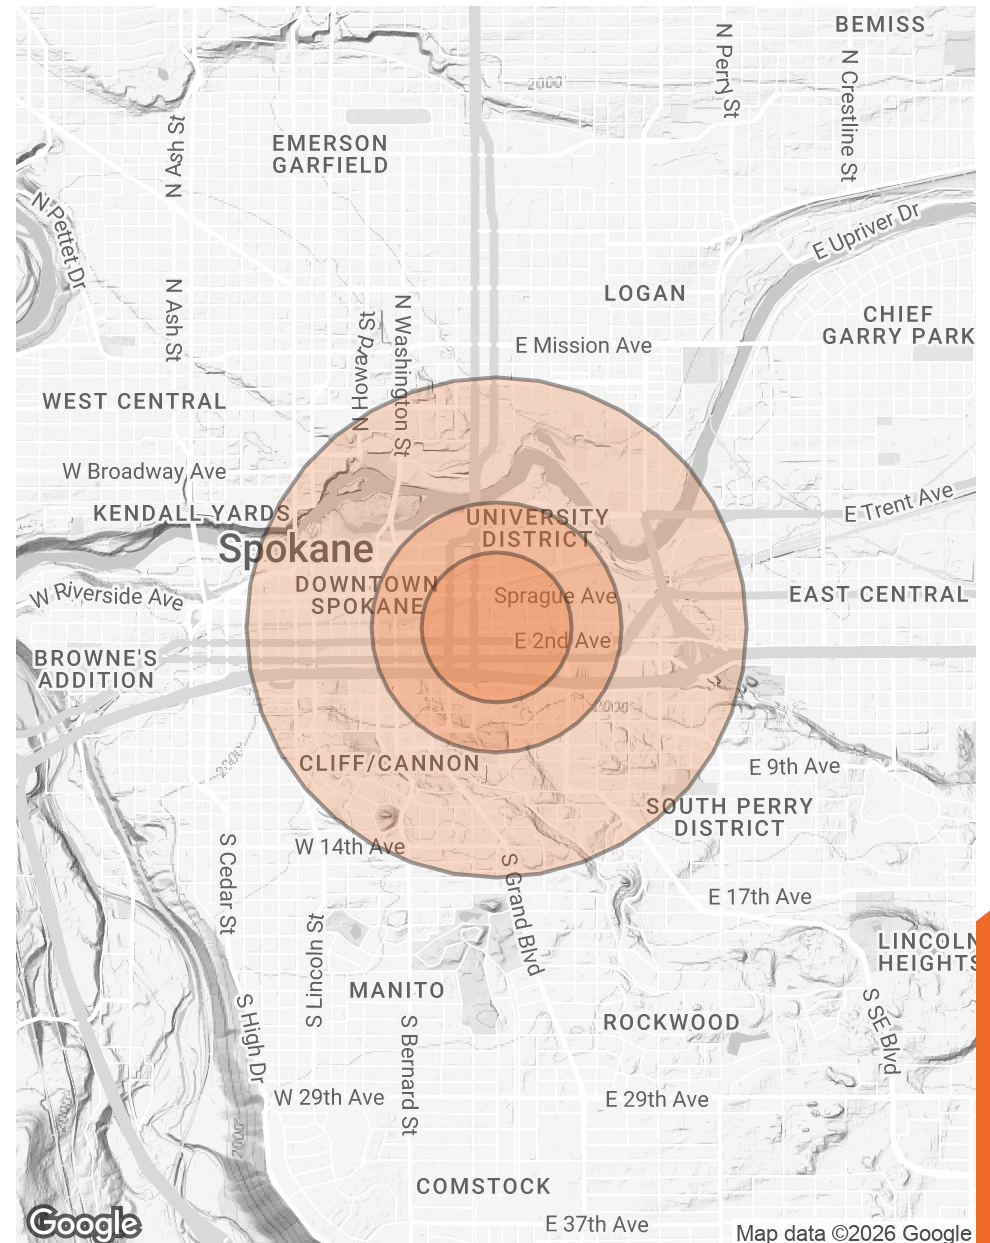 BEMISS
N Perry St
N Crestline St
2000
N Ash St
EMERSON
GARFIELD
N Pettet Dr
E Upriver Dr
N Ash St
LOGAN
N Washington St
N Howard St
CHIEF
GARRY PARK
E Mission Ave
WEST CENTRAL
W Broadway Ave
E Trent Ave
KENDALL YARDS
UNIVERSITY
DISTRICT
Spokane
DOWNTOWN
SPOKANE
W Riverside Ave
Sprague Ave
EAST CENTRAL
E 2nd Ave
BROWNE'S
ADDITION
2000
2000
CLIFF/CANNON
E 9th Ave
SOUTH PERRY
DISTRICT
W 14th Ave
S Cedar St
S Grand Blvd
E 17th Ave
S Lincoln St
LINCOLN
HEIGHTS
MANITO
S High Dr
S Bernard St
ROCKWOOD
S SE Blvd
W 29th Ave
E 29th Ave
2000
COMSTOCK
E 37th Ave
Google
Map data ©2026 Google